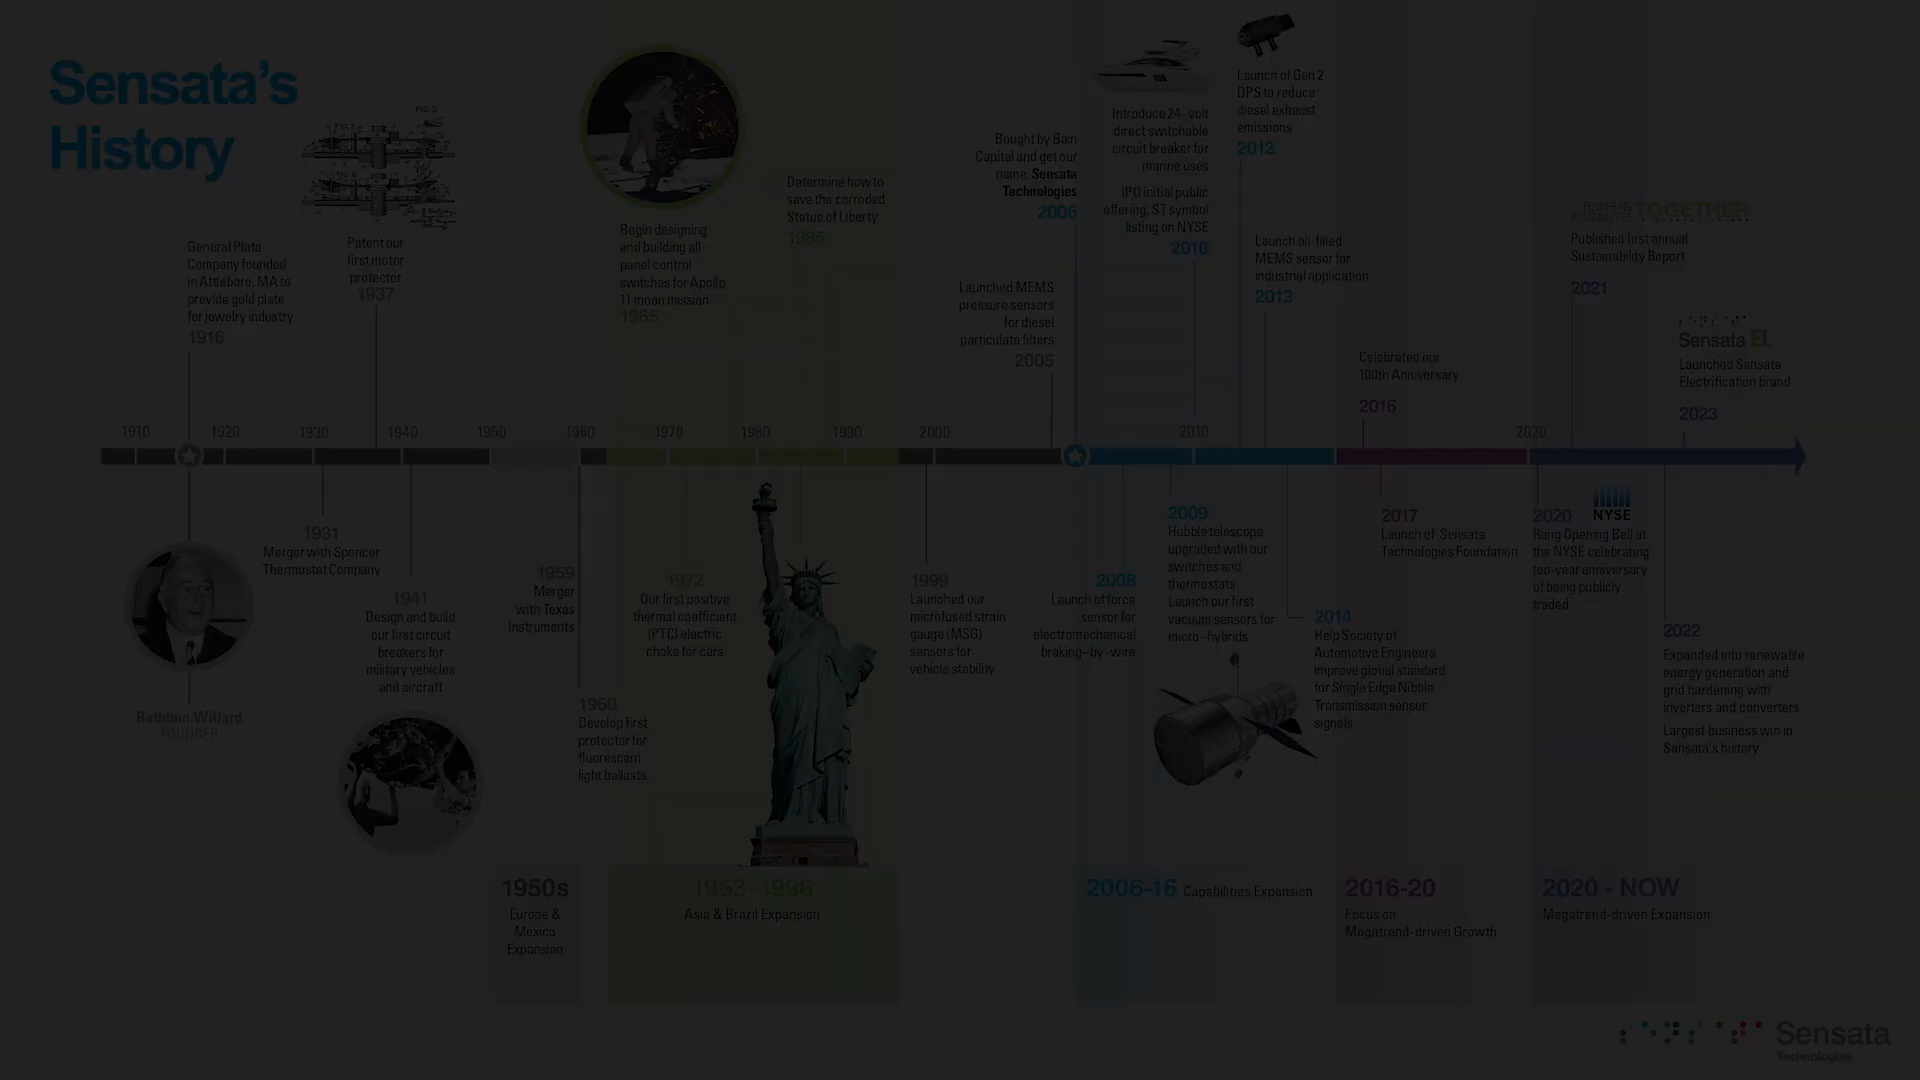 Sensata's
History
FIG. 3.
General Plate
Company founded
in Attleboro, MA to
provide gold plate
for jewelry industry
1916
Patent our
first motor
protector
1937
Begin designing
and building all
panel control
switches for Apollo
11 moon mission
1965
Determine how to
save the corroded
Statue of Liberty
1985
Launched MEMS
pressure sensors
for diesel
particulate filters
2005
Bought by Bain
Capital and get our
name, Sensata
Technologies
2006
Introduce 24-volt
direct switchable
circuit breaker for
marine uses
IPO initial public
offering, ST symbol
listing on NYSE
2010
Launch of Gen 2
DPS to reduce
diesel exhaust
emissions
2012
Launch oil-filled
MEMS sensor for
industrial application
2013
Celebrated our
100th Anniversary
2016
POWERING
POSSIBILITIES
TOGETHER
Published first annual
Sustainability Report
2021
Sensata
Launched Sensata
Electrification brand
2023
1910 1920 1930 1940 1950 1960 1970 1980 1990 2000 2010 2020
Rathbun Willard
FOUNDER
1931
Merger with Spencer
Thermostat Company
1941
Design and build
our first circuit
breakers for
military vehicles
and aircraft
1959
Merger
with Texas
Instruments
1960
Develop first
protector for
fluorescent
light ballasts
1972
Our first positive
thermal coefficient
(PTC) electric
choke for cars
1999
Launched our
microfused strain
gauge (MSG)
sensors for
vehicle stability
2008
Launch of force
sensor for
electromechanical
braking-by-wire
2009
Hubble telescope
upgraded with our
switches and
thermostats
Launch our first
vacuum sensors for
micro-hybrids
2014
Help Society of
Automotive Engineers
improve global standard
for Single Edge Nibble
Transmission sensor
signals
2017
Launch of Sensata
Technologies Foundation
2020
NYSE
Rang Opening Bell at
the NYSE celebrating
ten-year anniversary
of being publicly
traded
2022
Expanded into renewable
energy generation and
grid hardening with
inverters and converters
Largest business win in
Sensata's history
1950s
Europe &
Mexico
Expansion
1963-1996
Asia & Brazil Expansion
2006-16 Capabilities Expansion
2016-20
Focus on
Megatrend-driven Growth
2020 - NOW
Megatrend-driven Expansion
Sensata
Technologies